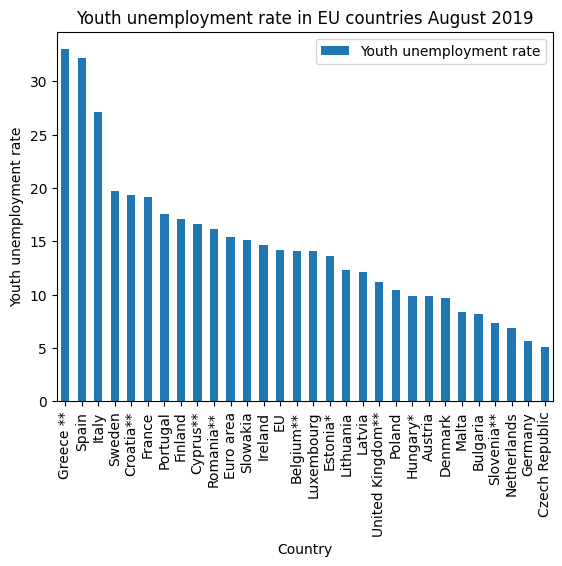 Youth unemployment rate in EU countries August 2019
Youth unemployment rate
Youth unemployment rate
30
25
20
15
10
5
0
Greece **
Spain
Italy
Sweden
Croatia**
France
Portugal
Finland
Cyprus**
Romania**
Euro area
Slowakia
Ireland
EU
Belgium**
Luxembourg
Estonia*
Lithuania
Latvia
United Kingdom**
Poland
Hungary*
Austria
Denmark
Malta
Bulgaria
Slovenia**
Netherlands
Germany
Czech Republic
Country